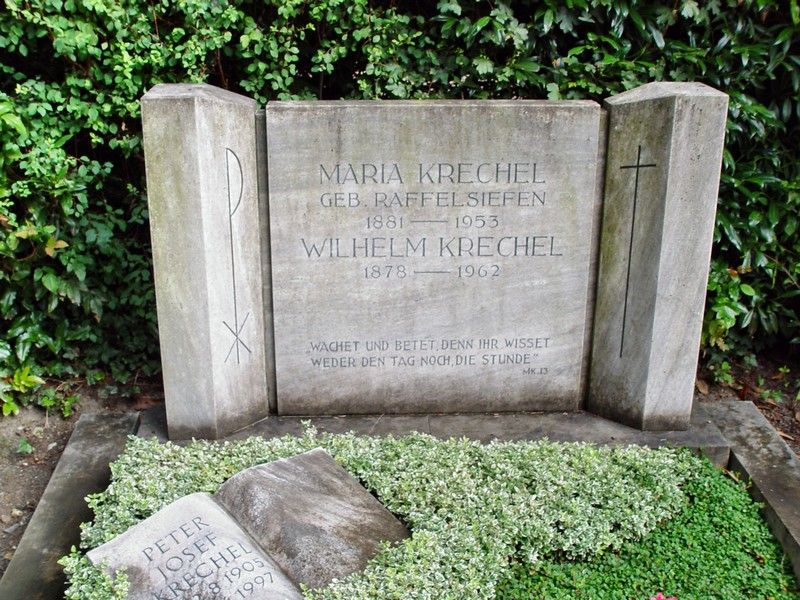 MARIA KRECHEL
GEB. RAFFELSIEFEN
1881 — 1953
WILHELM KRECHEL
1878 — 1962
„WACHET UND BETET, DENN IHR WISSET
WEDER DEN TAG NOCH, DIE STUNDE"
MK.13
PETER
JOSEF
KRECHEL
8 1905
1997